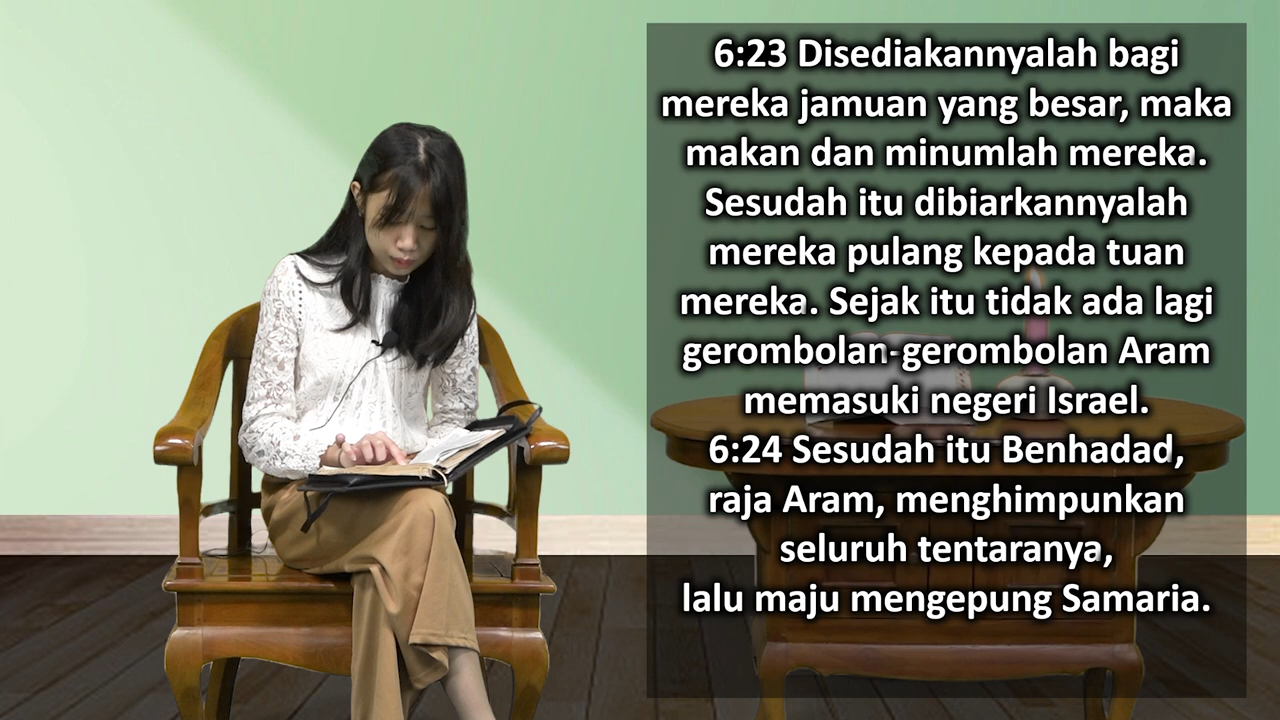 6:23 Disediakannyalah bagi
mereka jamuan yang besar, maka
makan dan minumlah mereka.
Sesudah itu dibiarkannyalah
mereka pulang kepada tuan
mereka. Sejak itu tidak ada lagi
gerombolan-gerombolan Aram
memasuki negeri Israel.
6:24 Sesudah itu Benhadad,
raja Aram, menghimpunkan
seluruh tentaranya,
lalu maju mengepung Samaria.